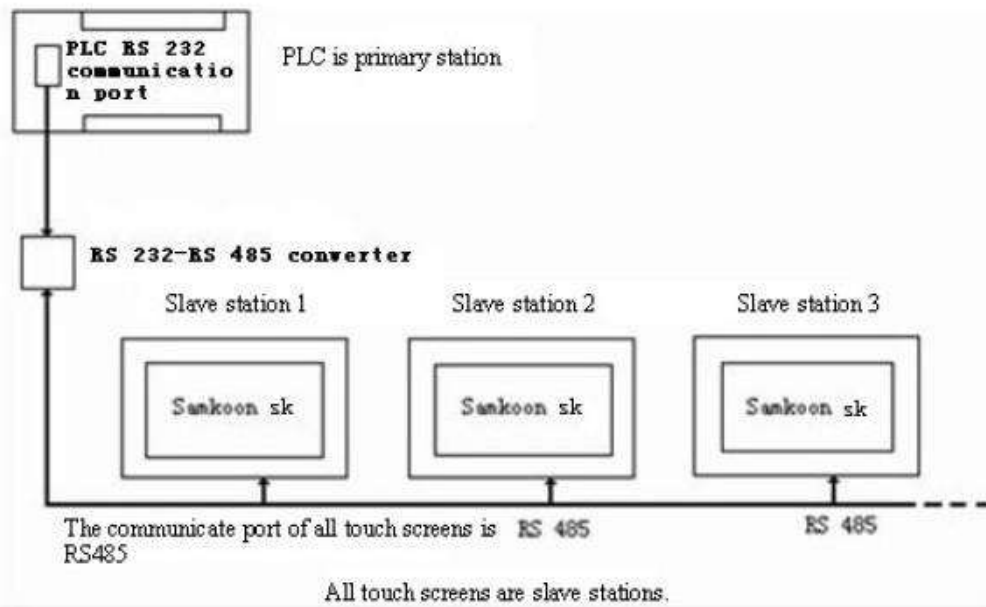 PLC RS 232
communicatio
n port
PLC is primary station
RS 232-RS 485 converter
Slave station 1
Slave station 2
Slave station 3
Samkoon sk
Samkoon sk
Samkoon sk
The communicate port of all touch screens is
RS485
RS 485
RS 485
All touch screens are slave stations.